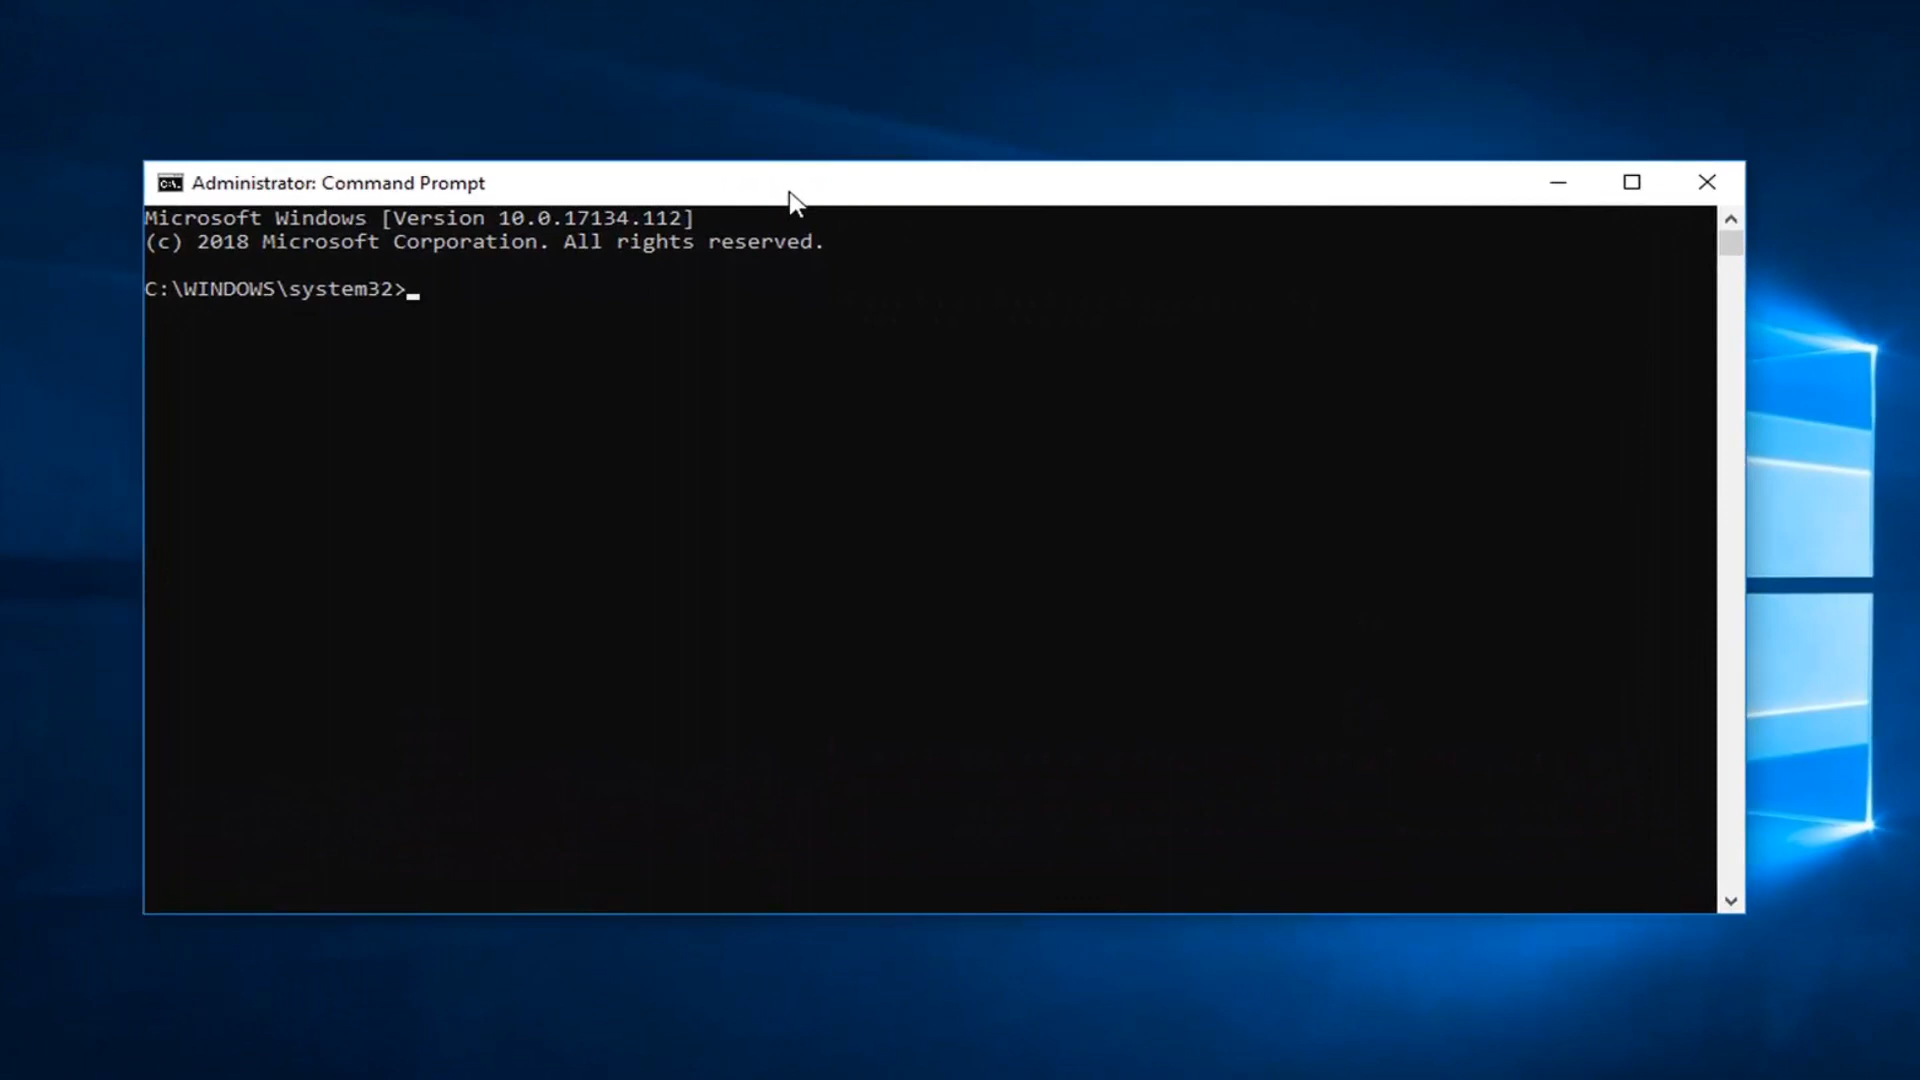 Administrator: Command Prompt
Microsoft Windows [Version 10.0.17134.112]
(c) 2018 Microsoft Corporation. All rights reserved.
C:\WINDOWS\system32>